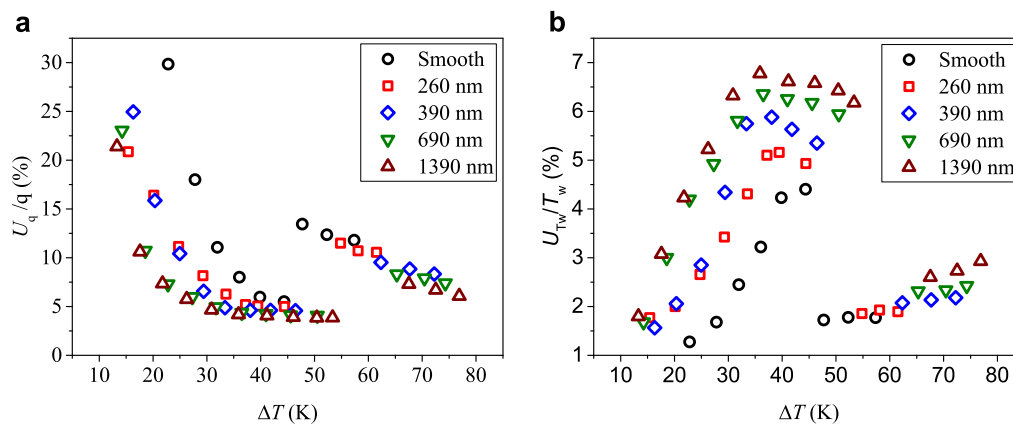 a
30
25
20
15
10
5
0
U_q/q (%)
10 20 30 40 50 60 70 80
ΔT (K)
Smooth
260 nm
390 nm
690 nm
1390 nm
b
7
6
5
4
3
2
1
U_Tw/T_w (%)
10 20 30 40 50 60 70 80
ΔT (K)
Smooth
260 nm
390 nm
690 nm
1390 nm